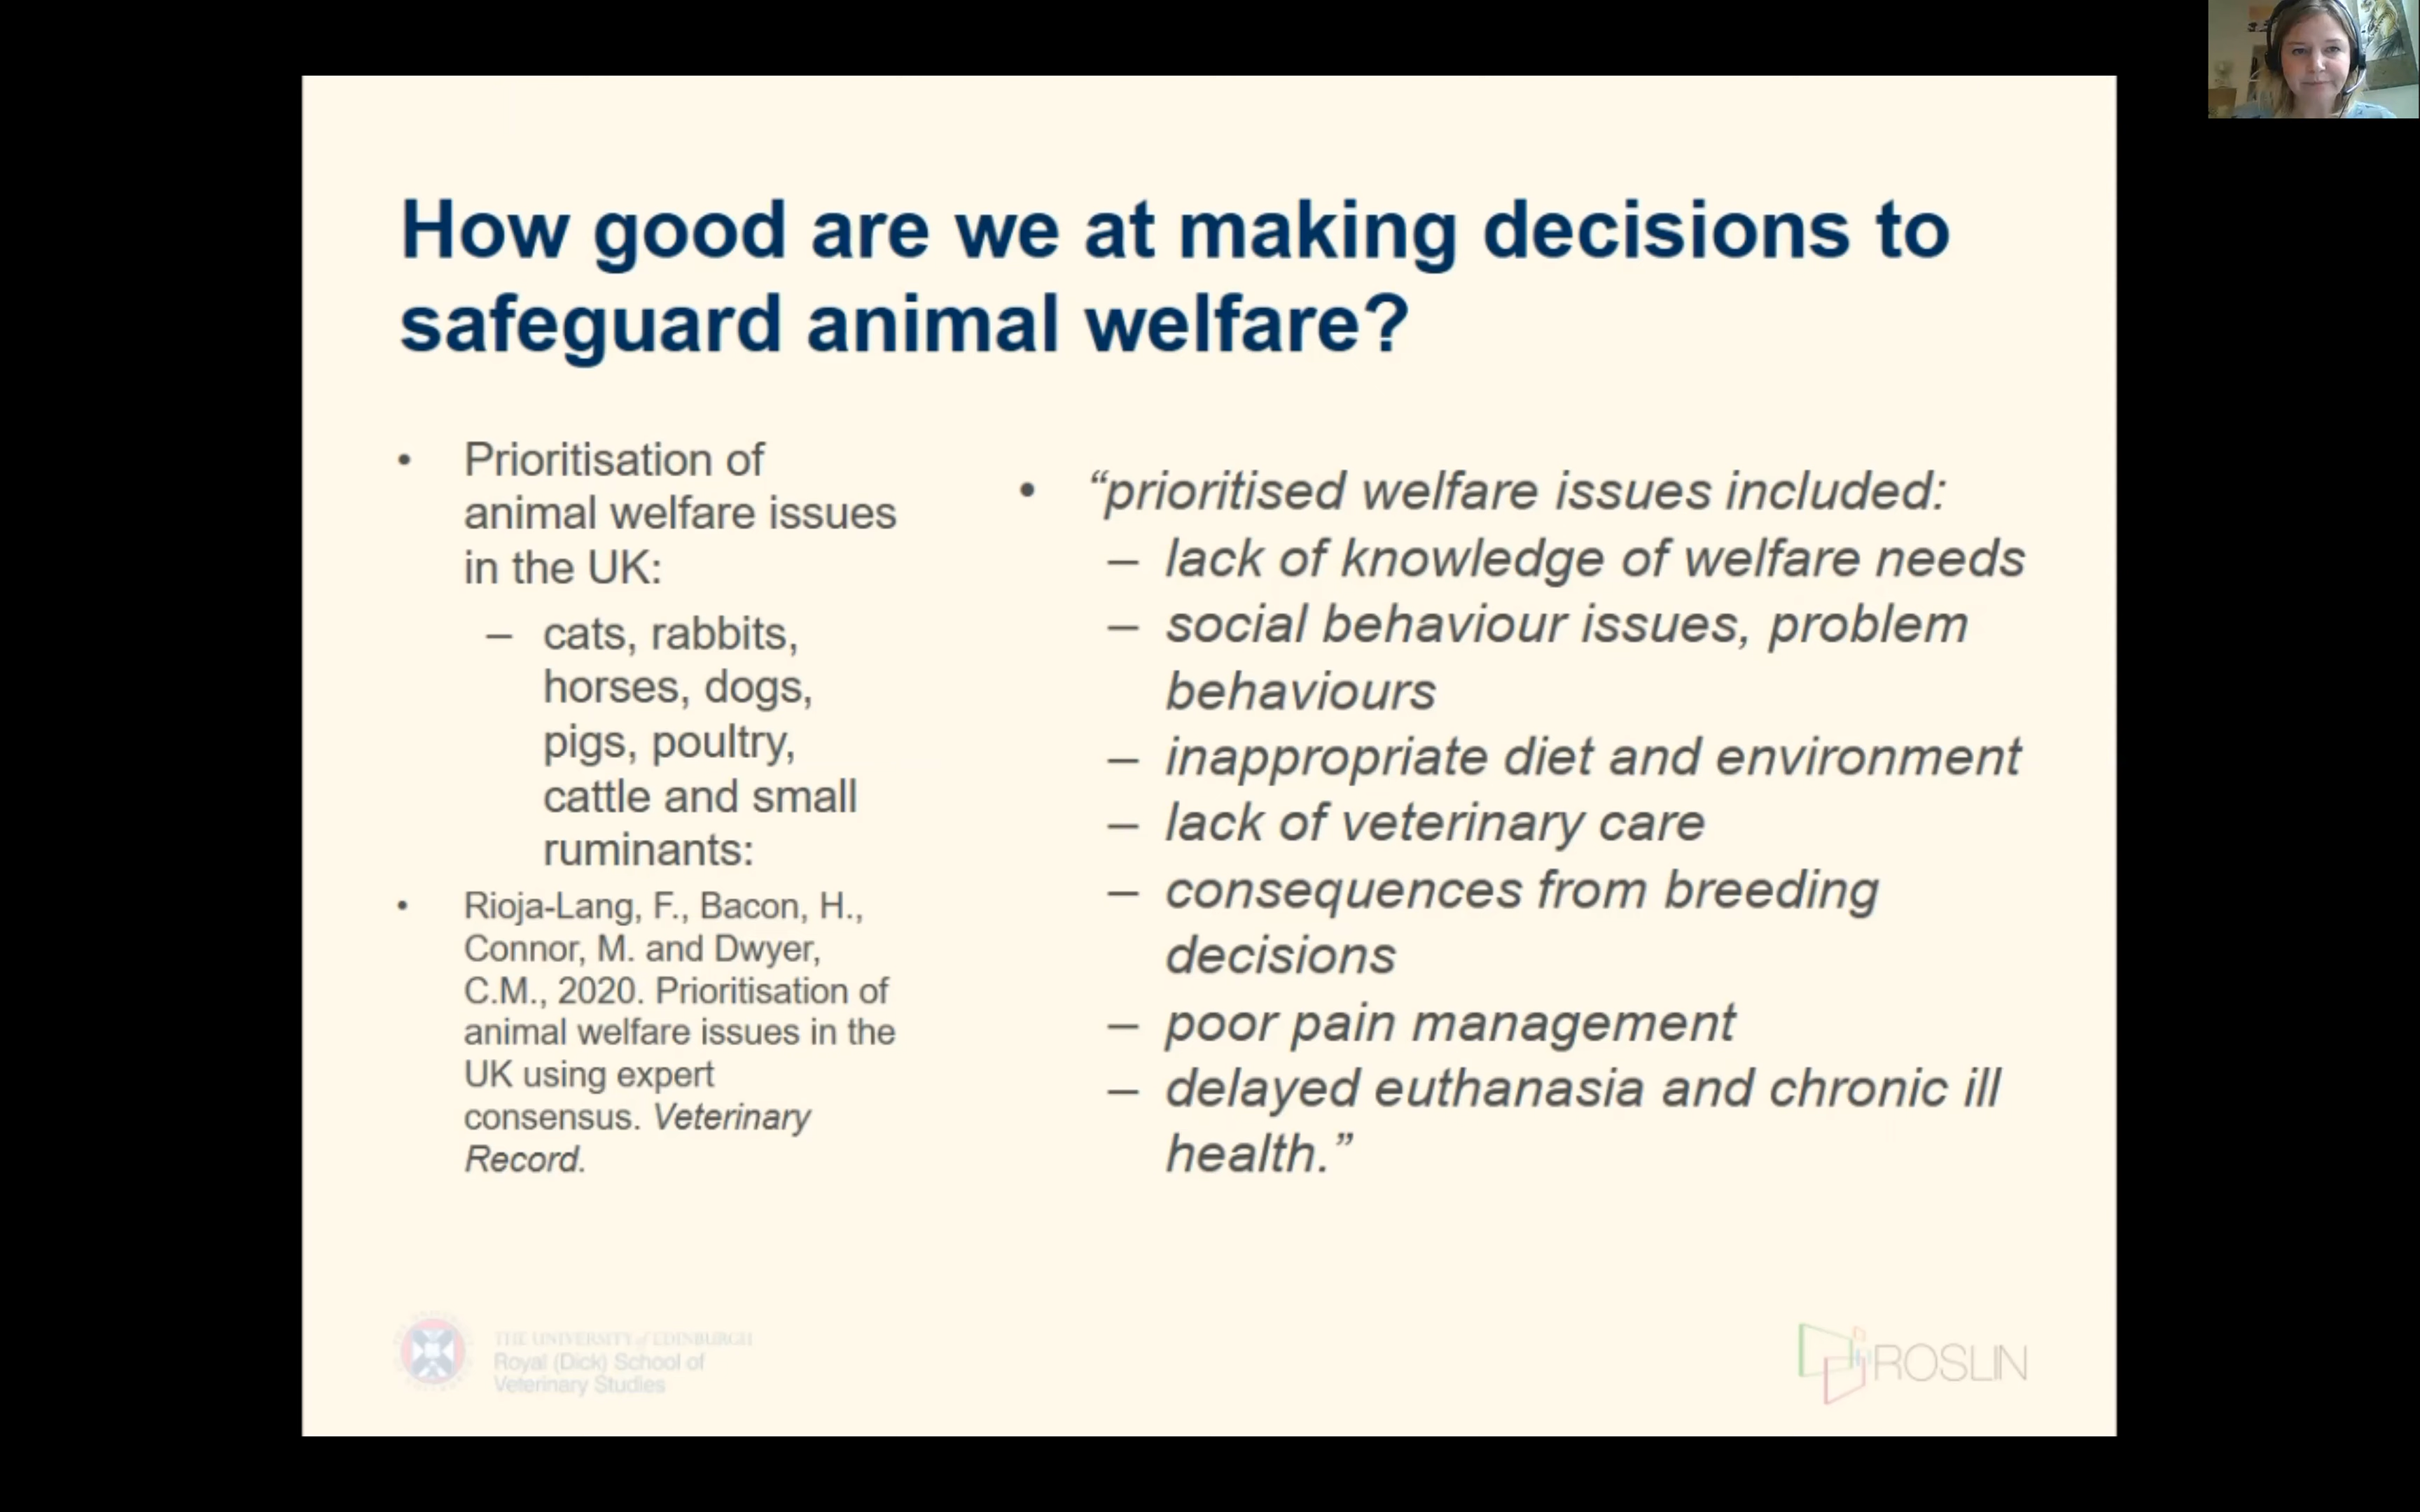 How good are we at making decisions to
safeguard animal welfare?
• Prioritisation of
animal welfare issues
in the UK:
– cats, rabbits,
horses, dogs,
pigs, poultry,
cattle and small
ruminants:
• Rioja-Lang, F., Bacon, H.,
Connor, M. and Dwyer,
C.M., 2020. Prioritisation of
animal welfare issues in the
UK using expert
consensus. Veterinary
Record.
• “prioritised welfare issues included:
– lack of knowledge of welfare needs
– social behaviour issues, problem
behaviours
– inappropriate diet and environment
– lack of veterinary care
– consequences from breeding
decisions
– poor pain management
– delayed euthanasia and chronic ill
health.”
THE UNIVERSITY of EDINBURGH
Royal (Dick) School of
Veterinary Studies
ROSLIN